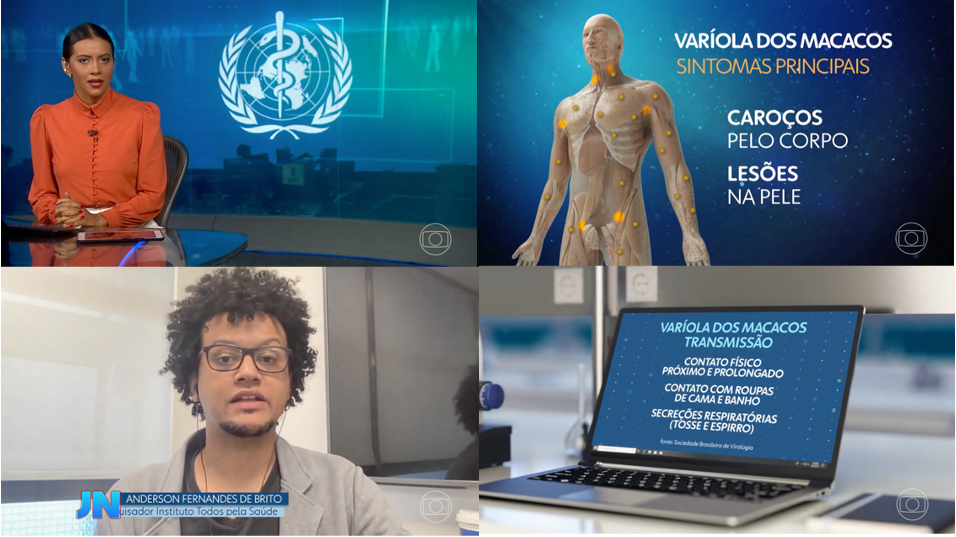 VARÍOLA DOS MACACOS
SINTOMAS PRINCIPAIS
CAROÇOS
PELO CORPO
LESÕES
NA PELE
JN
ANDERSON FERNANDES DE BRITO
uisador Instituto Todos pela Saúde
VARÍOLA DOS MACACOS
TRANSMISSÃO
CONTATO FÍSICO
PRÓXIMO E PROLONGADO
CONTATO COM ROUPAS
DE CAMA E BANHO
SECREÇÕES RESPIRATÓRIAS
(TOSSE E ESPIRRO)
fonte: Sociedade Brasileira de Virologia